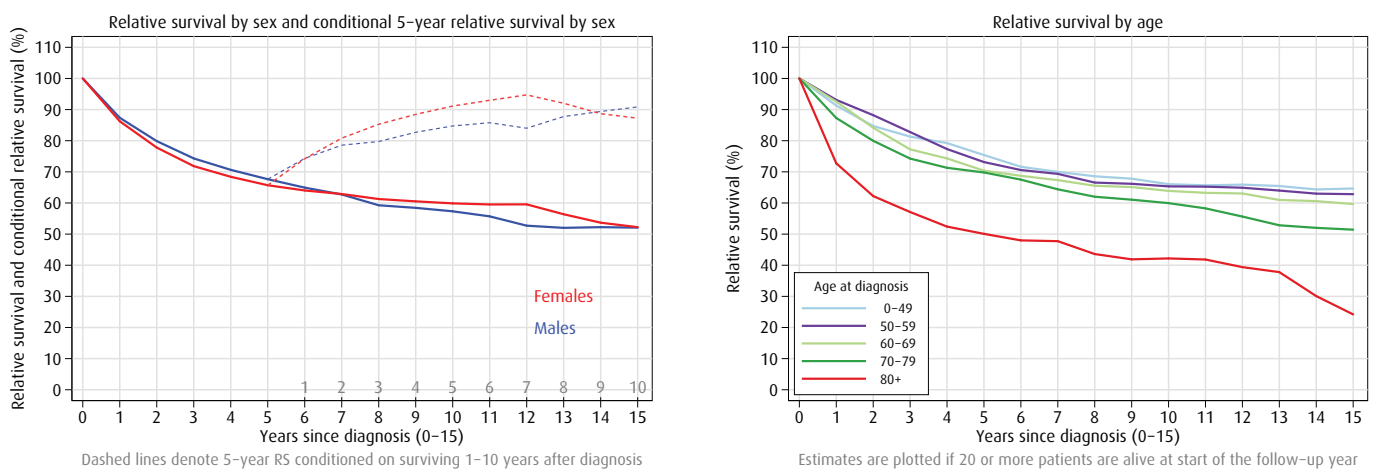 Relative survival by sex and conditional 5-year relative survival by sex
Relative survival and conditional relative survival (%)
110
100
90
80
70
60
50
40
30
20
10
0
Females
Males
1 2 3 4 5 6 7 8 9 10
0 1 2 3 4 5 6 7 8 9 10 11 12 13 14 15
Years since diagnosis (0-15)
Dashed lines denote 5-year RS conditioned on surviving 1-10 years after diagnosis
Relative survival by age
Relative survival (%)
110
100
90
80
70
60
50
40
30
20
10
0
Age at diagnosis
0-49
50-59
60-69
70-79
80+
0 1 2 3 4 5 6 7 8 9 10 11 12 13 14 15
Years since diagnosis (0-15)
Estimates are plotted if 20 or more patients are alive at start of the follow-up year